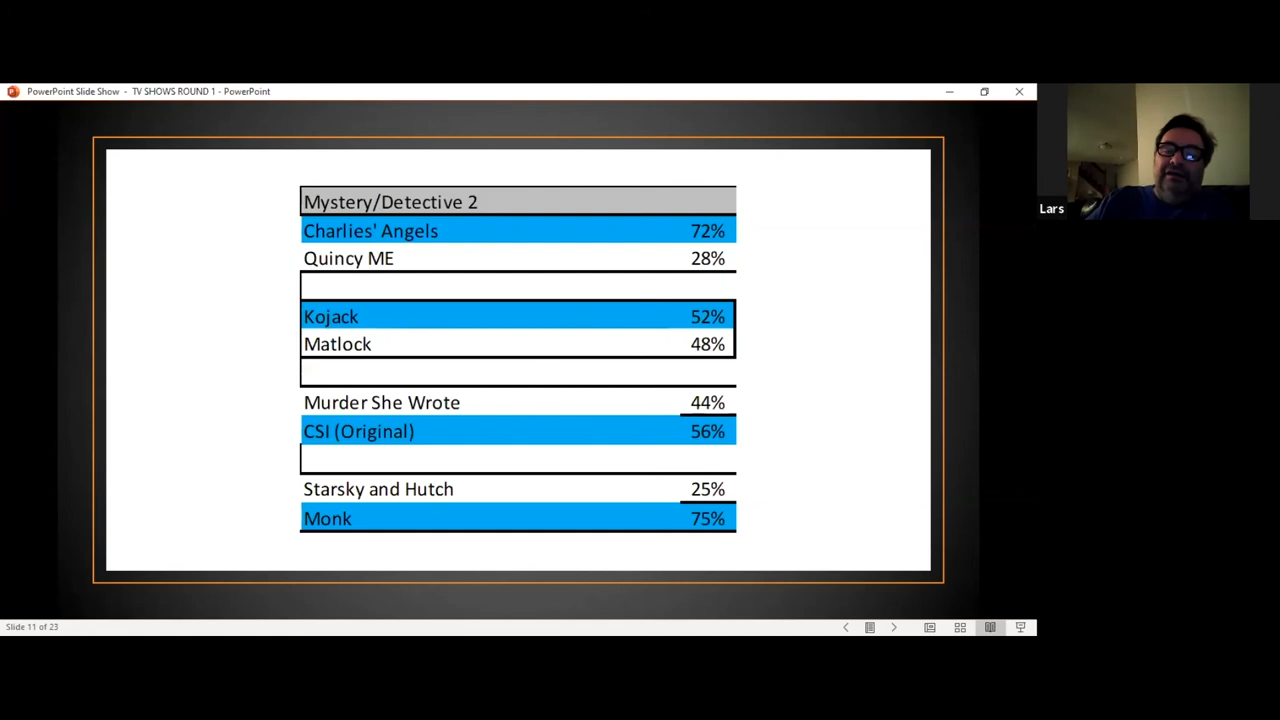 PowerPoint Slide Show - TV SHOWS ROUND 1 - PowerPoint
Mystery/Detective 2
Charlies' Angels 72%
Quincy ME 28%
Kojack 52%
Matlock 48%
Murder She Wrote 44%
CSI (Original) 56%
Starsky and Hutch 25%
Monk 75%
Lars
Slide 11 of 23